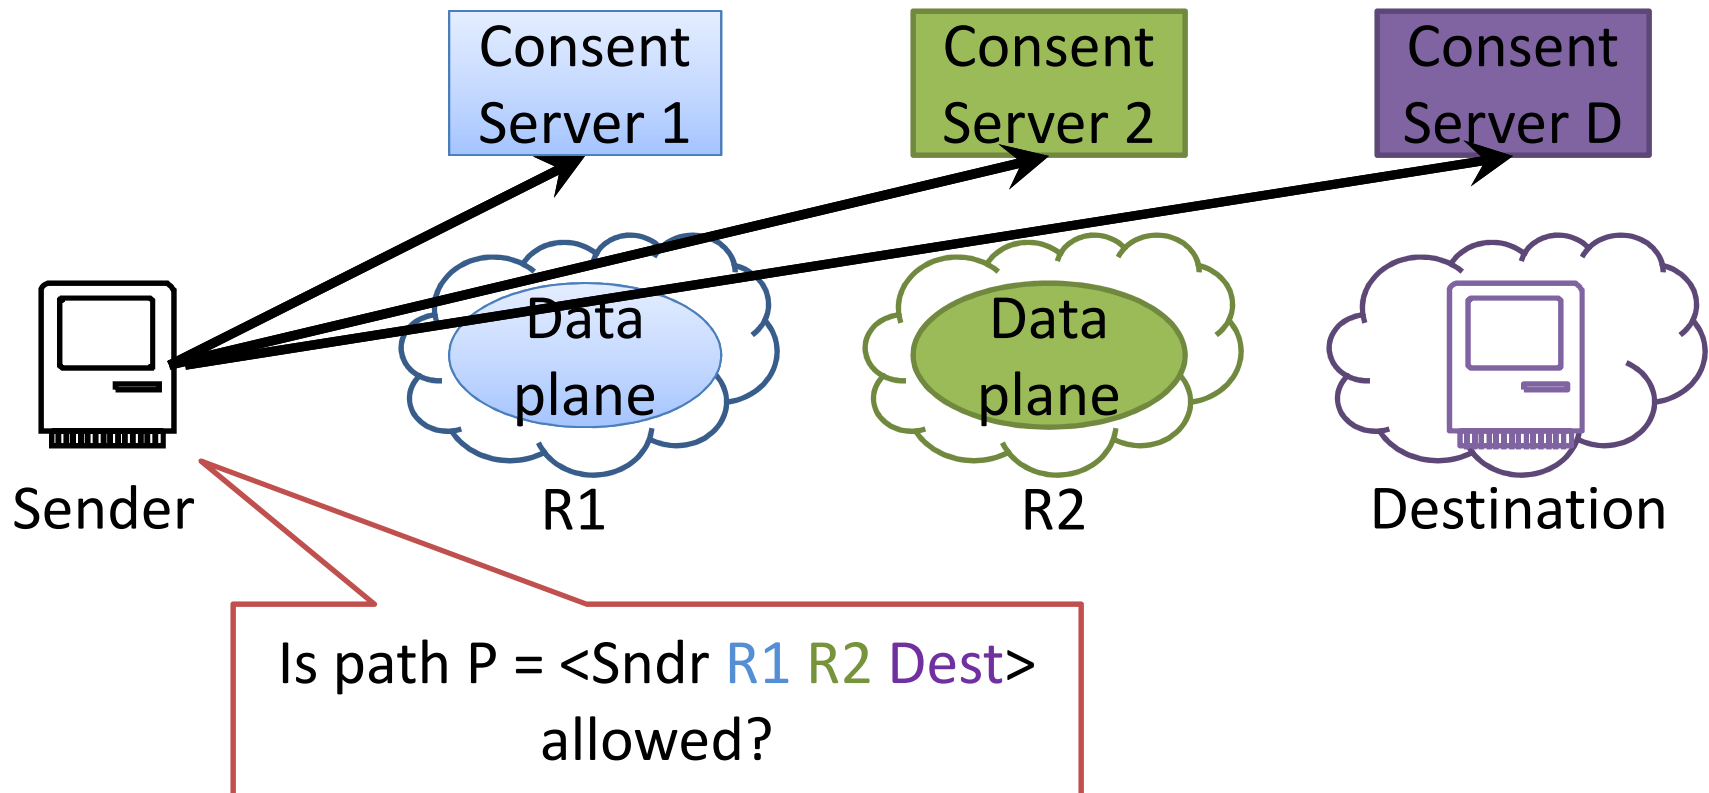 Consent
Server 1
Consent
Server 2
Consent
Server D
Data
plane
Data
plane
Sender
R1
R2
Destination
Is path P = <Sndr R1 R2 Dest>
allowed?